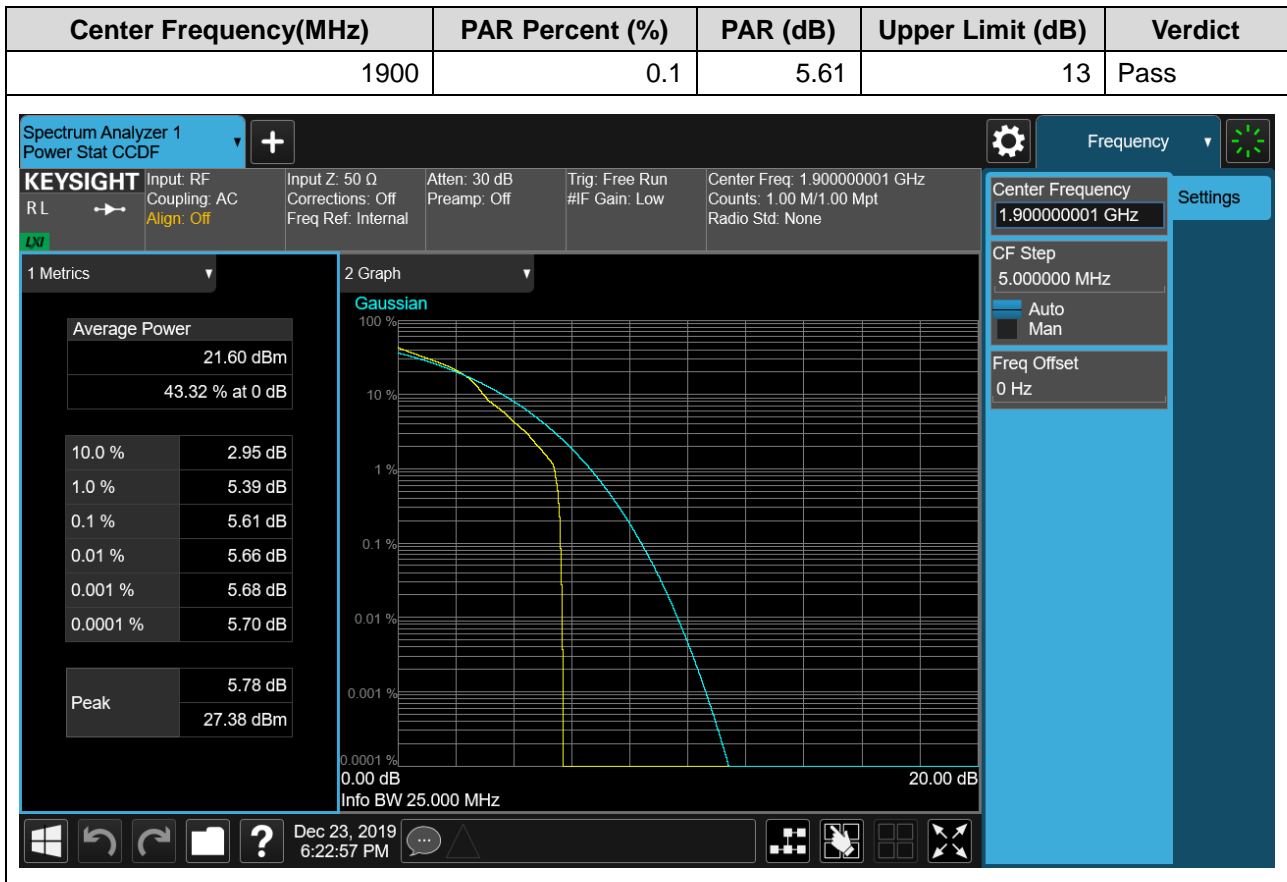 Center Frequency(MHz) PAR Percent (%) PAR (dB) Upper Limit (dB) Verdict
1900 0.1 5.61 13 Pass
Spectrum Analyzer 1
Power Stat CCDF
Frequency
KEYSIGHT
R L
LXI
Input: RF
Coupling: AC
Align: Off
Input Z: 50 Ω
Corrections: Off
Freq Ref: Internal
Atten: 30 dB
Preamp: Off
Trig: Free Run
#IF Gain: Low
Center Freq: 1.900000001 GHz
Counts: 1.00 M/1.00 Mpt
Radio Std: None
Center Frequency
1.900000001 GHz
Settings
CF Step
5.000000 MHz
Auto
Man
Freq Offset
0 Hz
1 Metrics
Average Power
21.60 dBm
43.32 % at 0 dB
10.0 % 2.95 dB
1.0 % 5.39 dB
0.1 % 5.61 dB
0.01 % 5.66 dB
0.001 % 5.68 dB
0.0001 % 5.70 dB
Peak
5.78 dB
27.38 dBm
2 Graph
Gaussian
100 %
10 %
1 %
0.1 %
0.01 %
0.001 %
0.0001 %
0.00 dB 20.00 dB
Info BW 25.000 MHz
?
Dec 23, 2019
6:22:57 PM